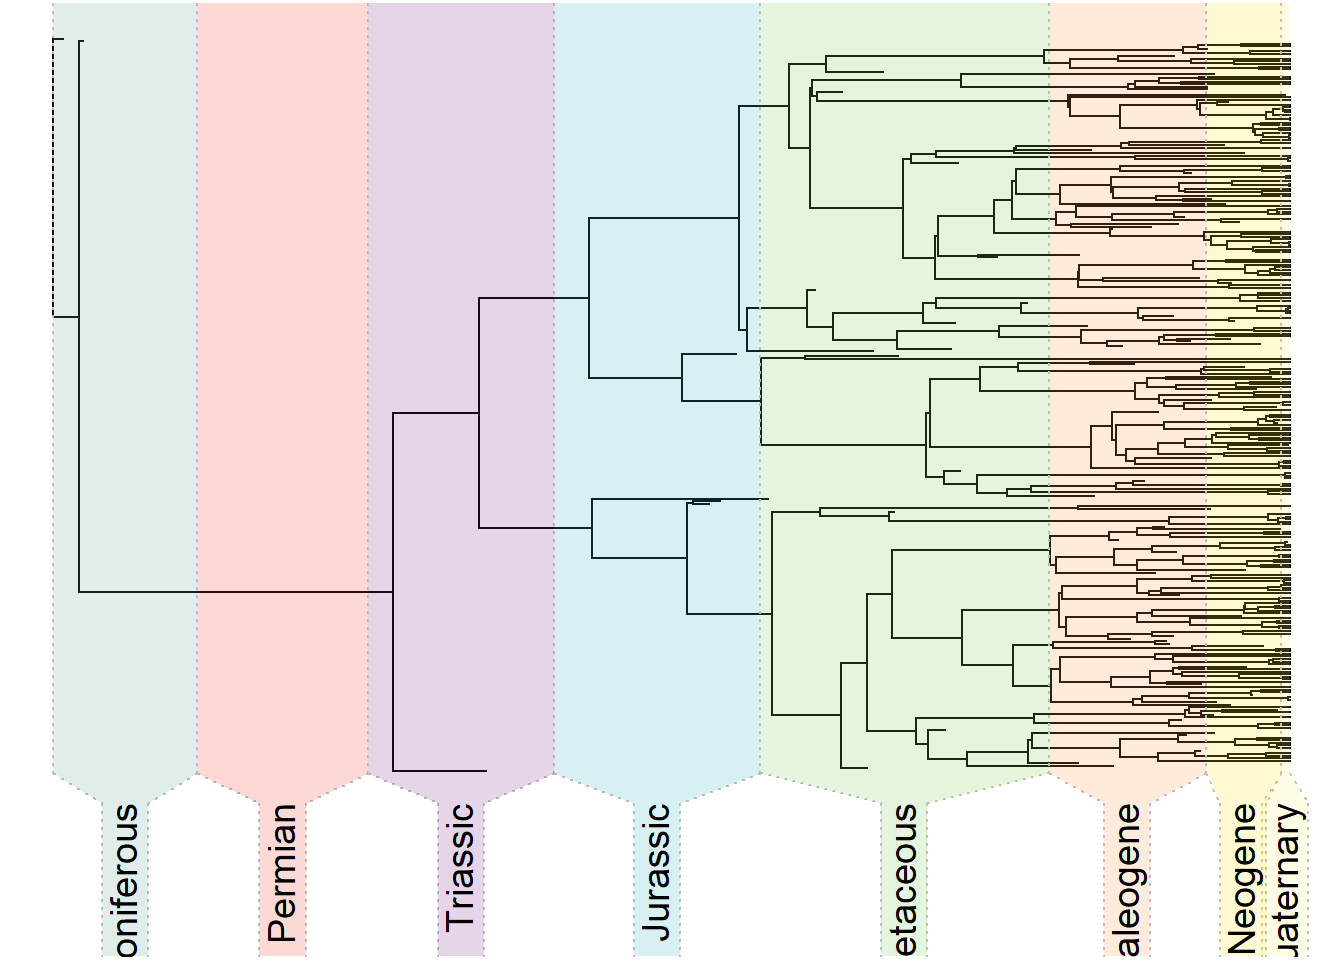 oniferous
Permian
Triassic
Jurassic
etaceous
aleogene
Neogene
uaternary